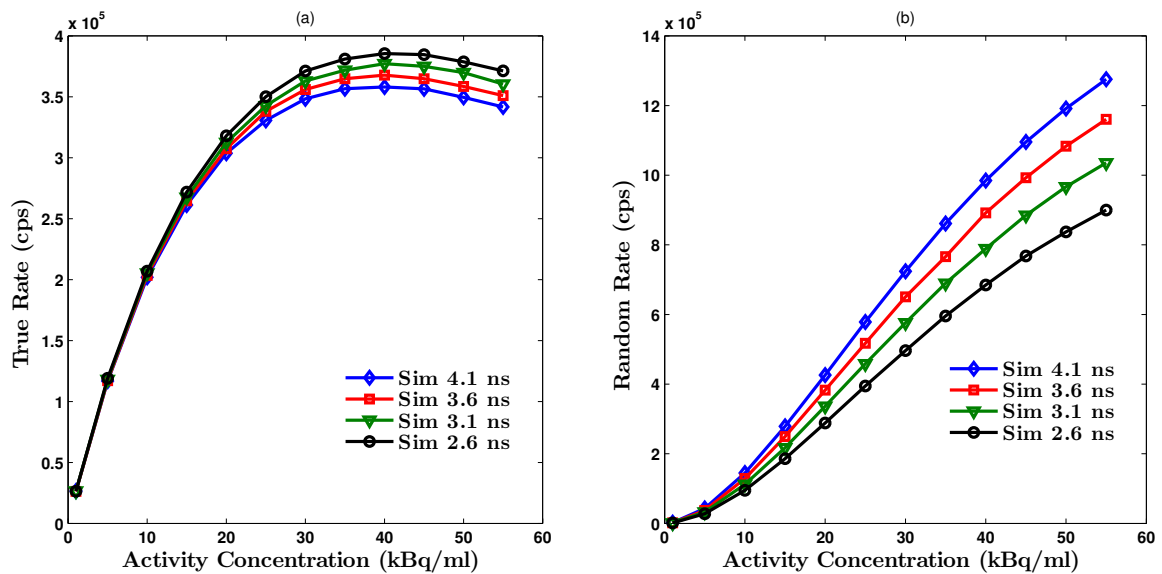 (a)
x 10⁵
4
3.5
3
2.5
2
1.5
1
0.5
0
True Rate (cps)
0 10 20 30 40 50 60
Activity Concentration (kBq/ml)
Sim 4.1 ns
Sim 3.6 ns
Sim 3.1 ns
Sim 2.6 ns
(b)
x 10⁵
14
12
10
8
6
4
2
0
Random Rate (cps)
0 10 20 30 40 50 60
Activity Concentration (kBq/ml)
Sim 4.1 ns
Sim 3.6 ns
Sim 3.1 ns
Sim 2.6 ns